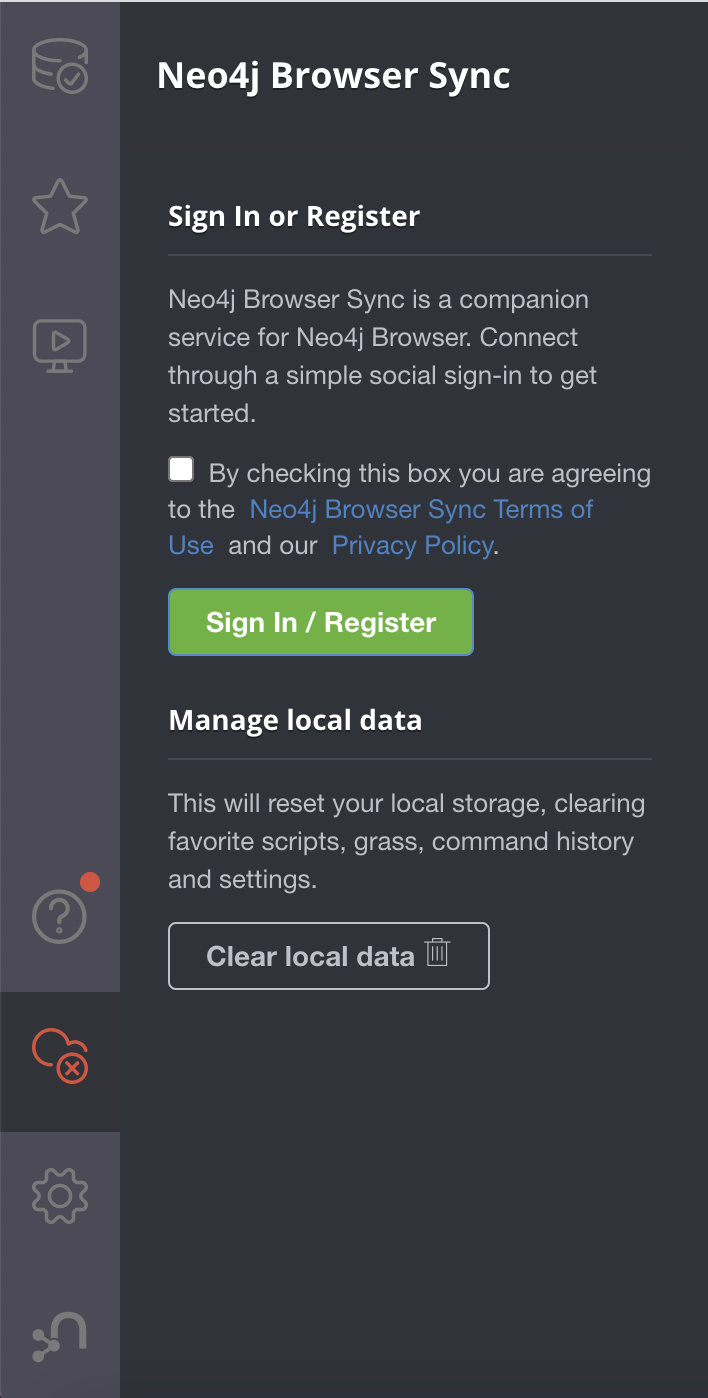 Neo4j Browser Sync
Sign In or Register
Neo4j Browser Sync is a companion
service for Neo4j Browser. Connect
through a simple social sign-in to get
started.
By checking this box you are agreeing
to the Neo4j Browser Sync Terms of
Use and our Privacy Policy.
Sign In / Register
Manage local data
This will reset your local storage, clearing
favorite scripts, grass, command history
and settings.
Clear local data